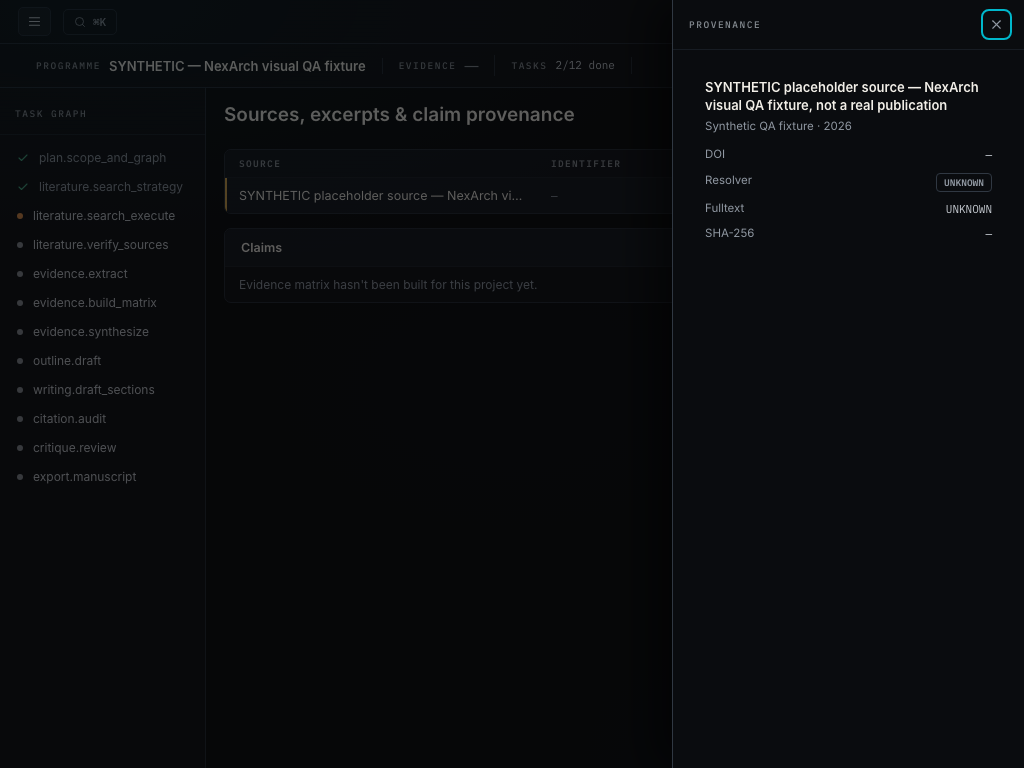 ⌘K
PROGRAMME SYNTHETIC — NexArch visual QA fixture EVIDENCE — TASKS 2/12 done
TASK GRAPH
plan.scope_and_graph
literature.search_strategy
literature.search_execute
literature.verify_sources
evidence.extract
evidence.build_matrix
evidence.synthesize
outline.draft
writing.draft_sections
citation.audit
critique.review
export.manuscript
Sources, excerpts & claim provenance
SOURCE IDENTIFIER
SYNTHETIC placeholder source — NexArch vi... —
Claims
Evidence matrix hasn't been built for this project yet.
PROVENANCE
SYNTHETIC placeholder source — NexArch
visual QA fixture, not a real publication
Synthetic QA fixture · 2026
DOI —
Resolver UNKNOWN
Fulltext UNKNOWN
SHA-256 —